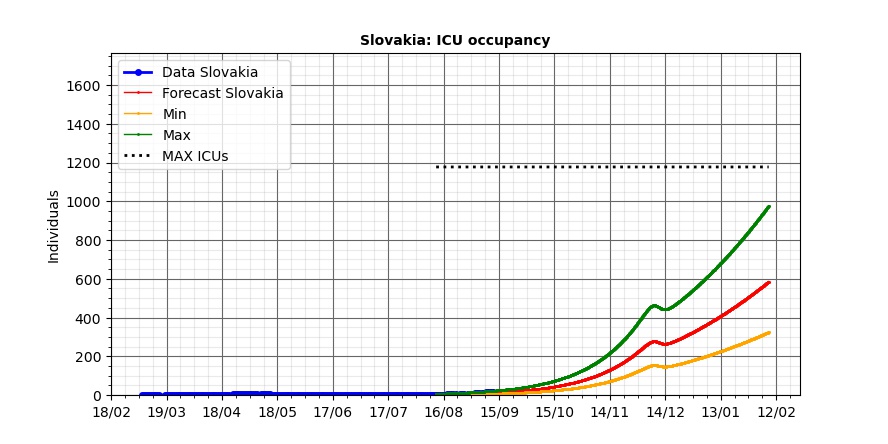 Slovakia: ICU occupancy
Data Slovakia
Forecast Slovakia
Min
Max
MAX ICUs
Individuals
1600
1400
1200
1000
800
600
400
200
0
18/02 19/03 18/04 18/05 17/06 17/07 16/08 15/09 15/10 14/11 14/12 13/01 12/02